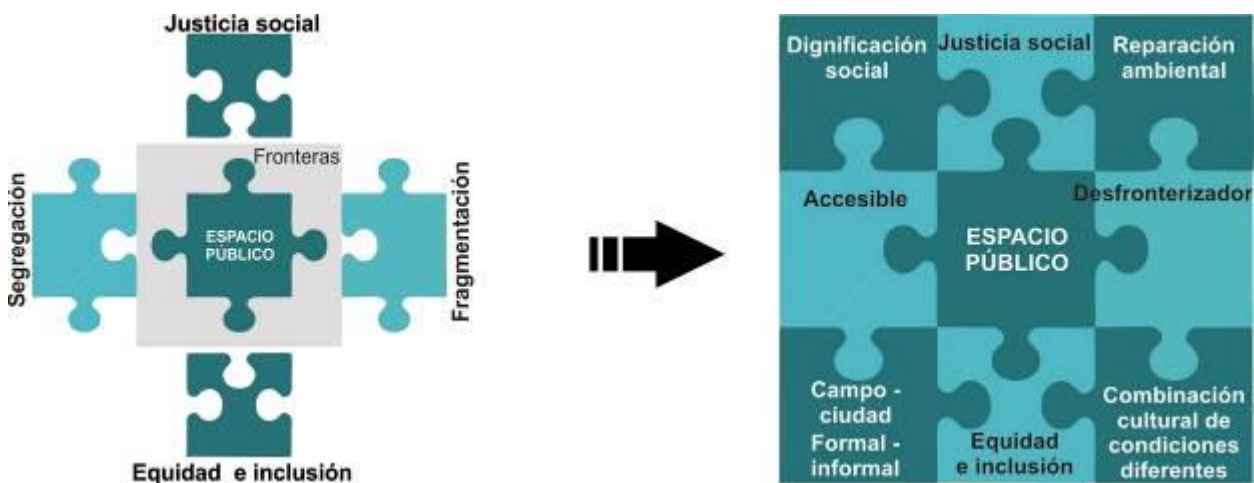 Justicia social
Fronteras
Segregación
ESPACIO
PÚBLICO
Fragmentación
Equidad e inclusión
Dignificación
social
Justicia social
Reparación
ambiental
Accesible
ESPACIO
PÚBLICO
Desfronterizador
Campo -
ciudad
Formal -
informal
Equidad
e inclusión
Combinación
cultural de
condiciones
diferentes